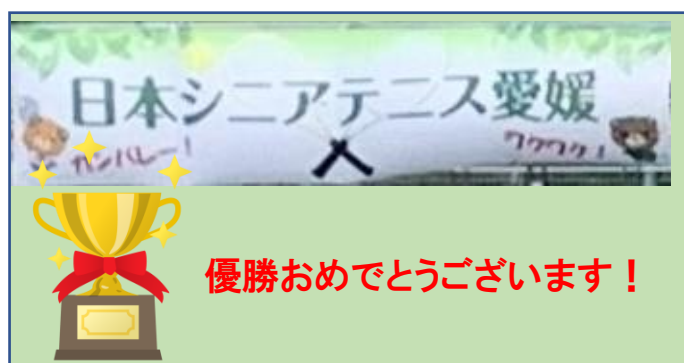 日本シニアテニス愛媛
ガンバレー！
ワクワク！
優勝おめでとうございます！